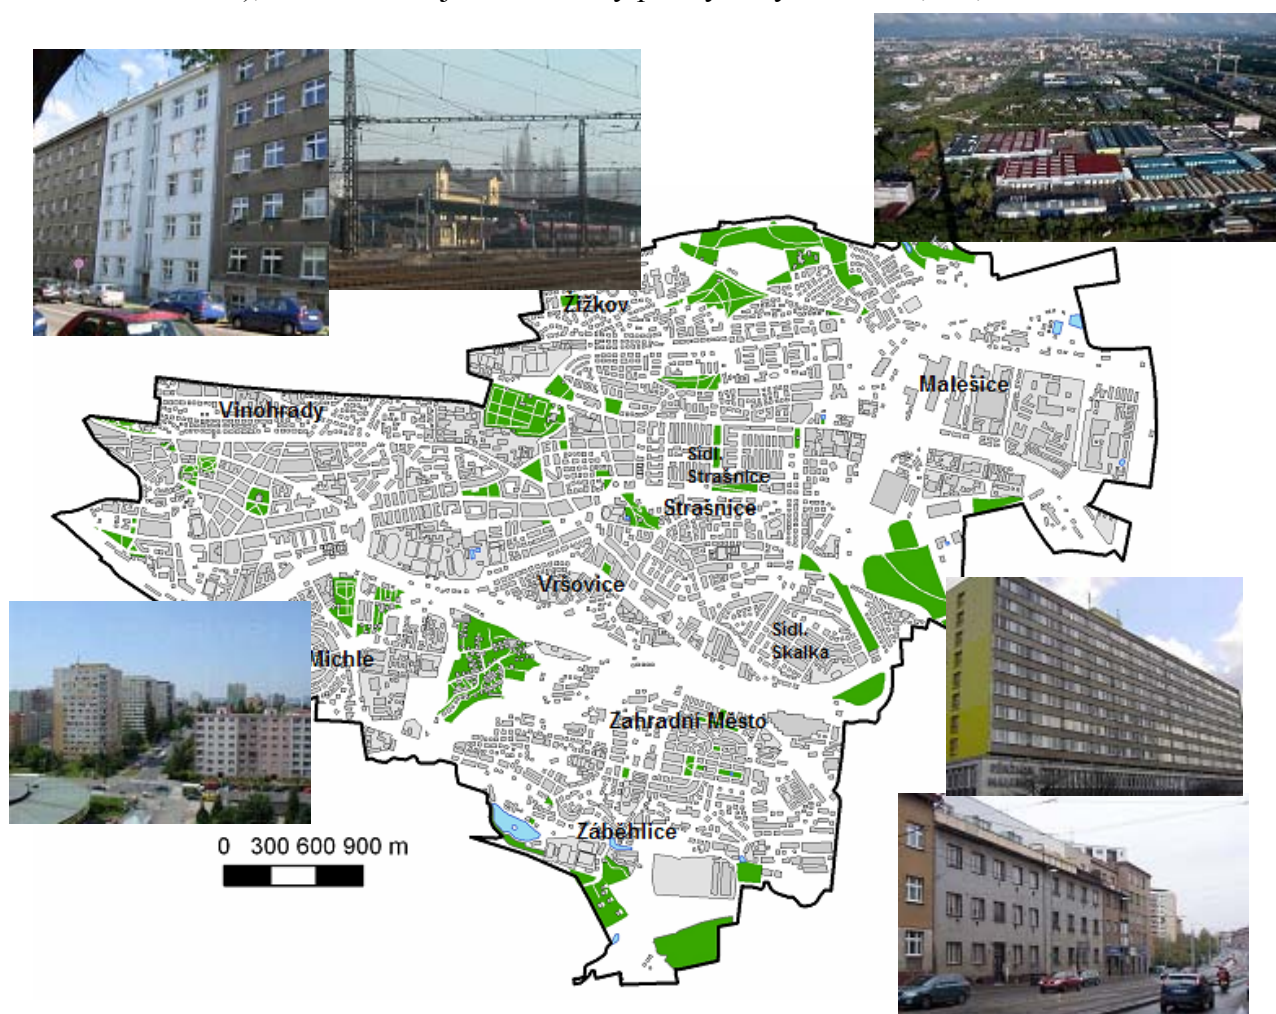 Žižkov
Malešice
Vinohrady
Sídl.
Strašnice
Strašnice
Vršovice
Sídl.
Skalka
Michle
Zahradní Město
Záběhlice
0 300 600 900 m